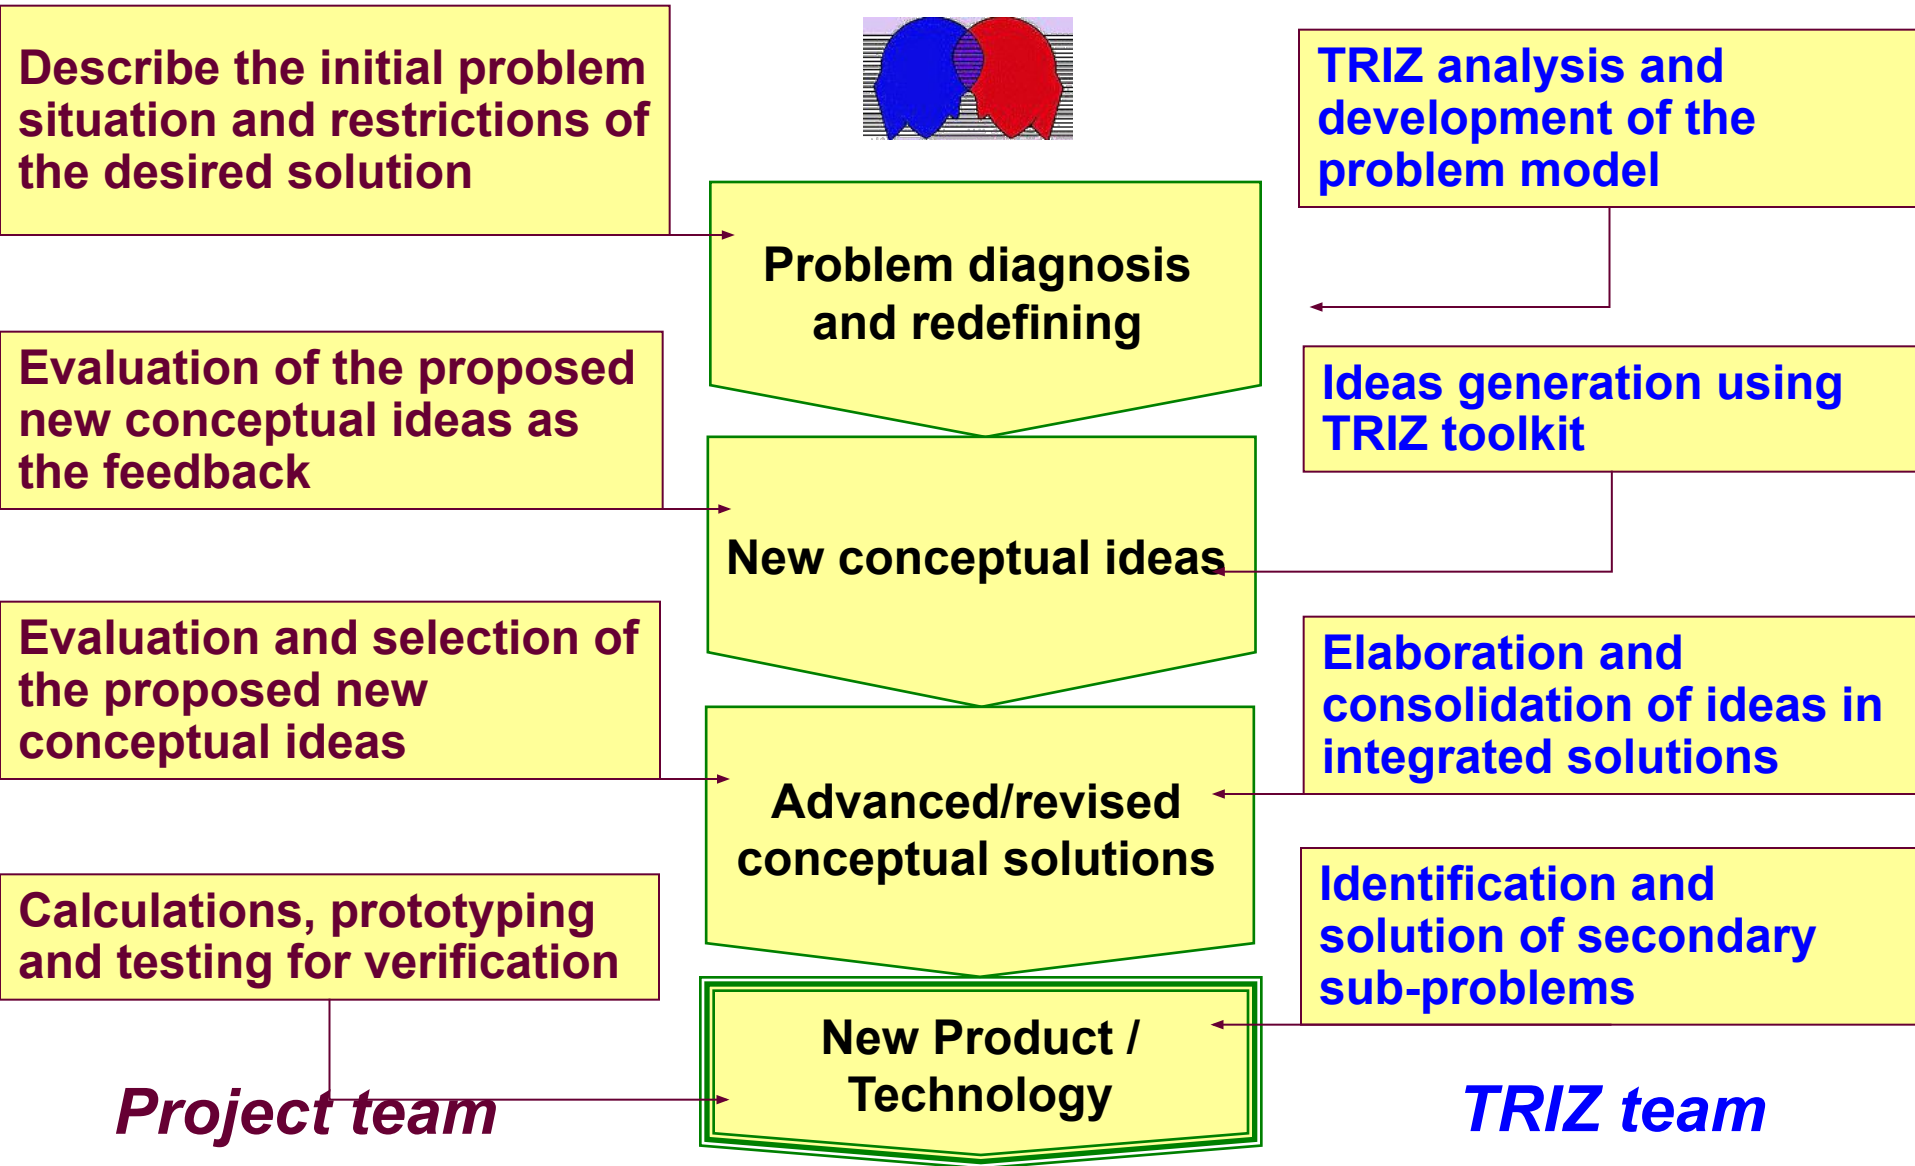 Describe the initial problem
situation and restrictions of
the desired solution
TRIZ analysis and
development of the
problem model
Problem diagnosis
and redefining
Evaluation of the proposed
new conceptual ideas as
the feedback
Ideas generation using
TRIZ toolkit
New conceptual ideas
Evaluation and selection of
the proposed new
conceptual ideas
Elaboration and
consolidation of ideas in
integrated solutions
Advanced/revised
conceptual solutions
Calculations, prototyping
and testing for verification
Identification and
solution of secondary
sub-problems
New Product /
Technology
Project team
TRIZ team